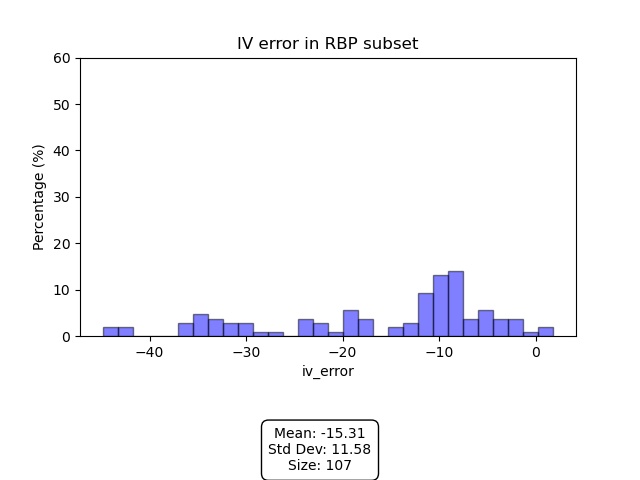 IV error in RBP subset
60
50
40
30
20
10
0
Percentage (%)
−40
−30
−20
−10
0
iv_error
Mean: -15.31
Std Dev: 11.58
Size: 107